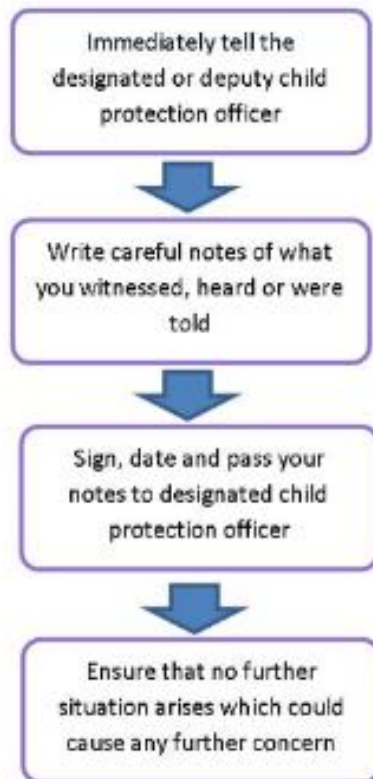 Immediately tell the
designated or deputy child
protection officer
Write careful notes of what
you witnessed, heard or were
told
Sign, date and pass your
notes to designated child
protection officer
Ensure that no further
situation arises which could
cause any further concern